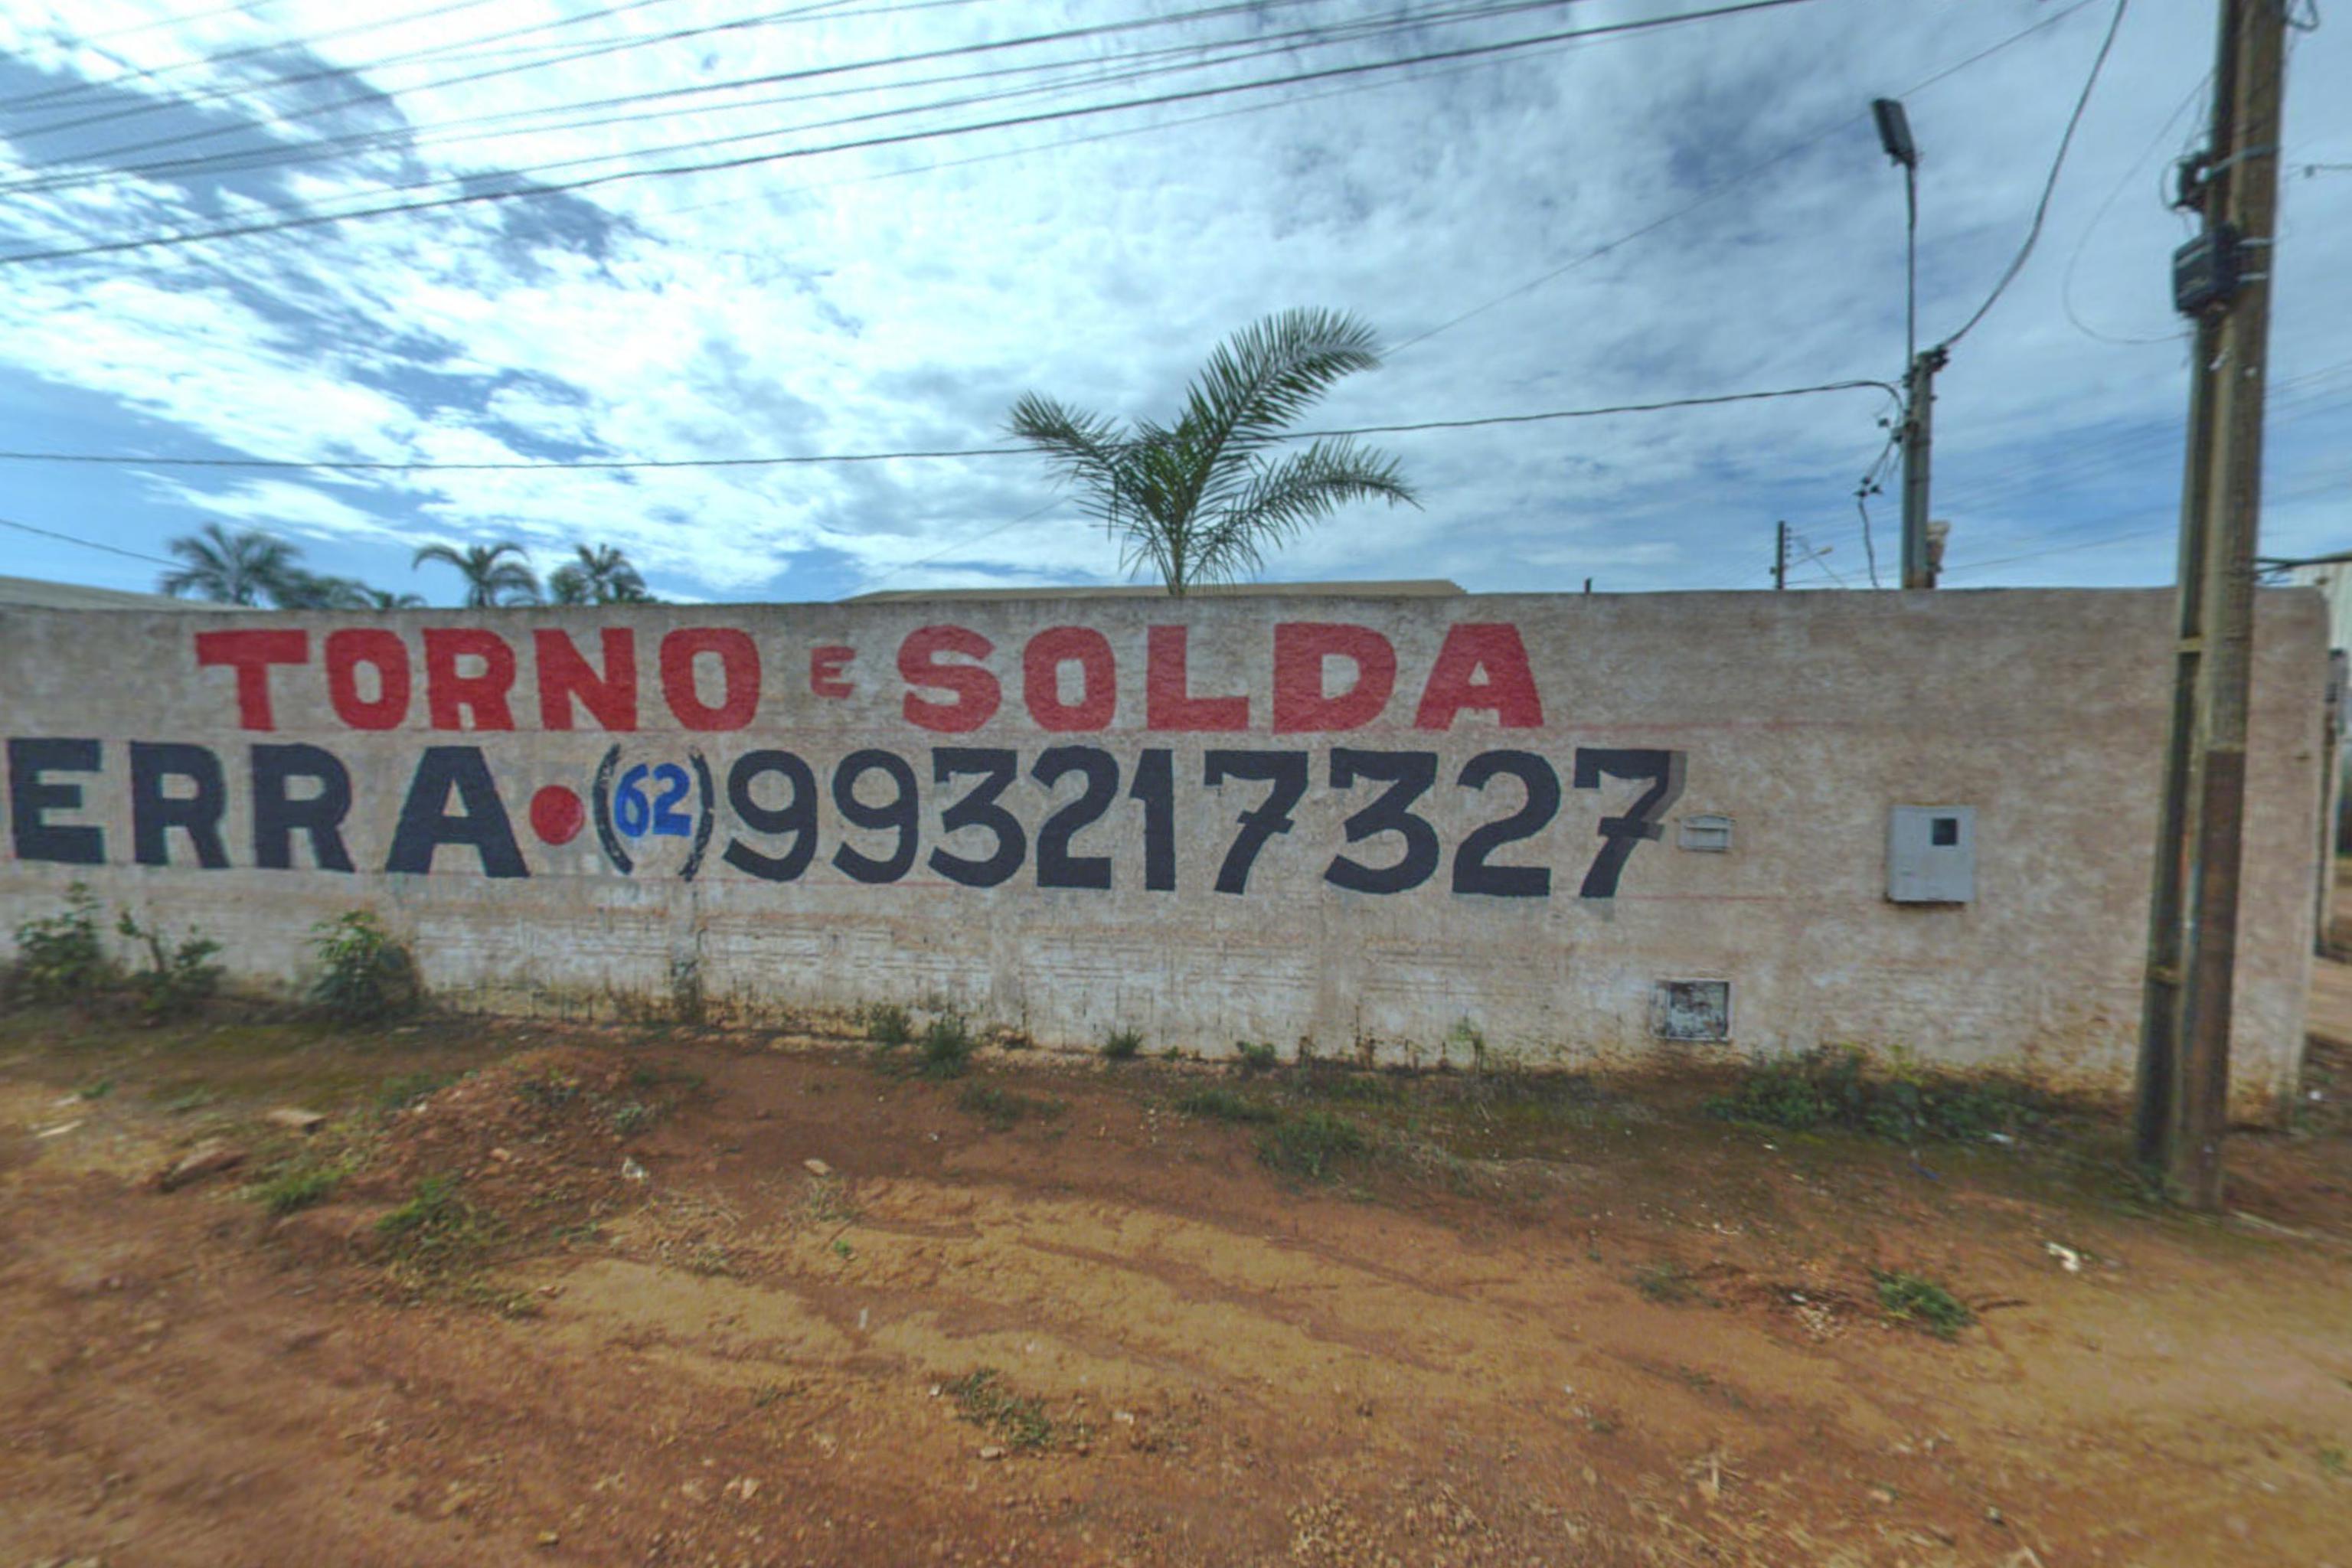 TORNO E SOLDA
ERRA • (62) 993217327